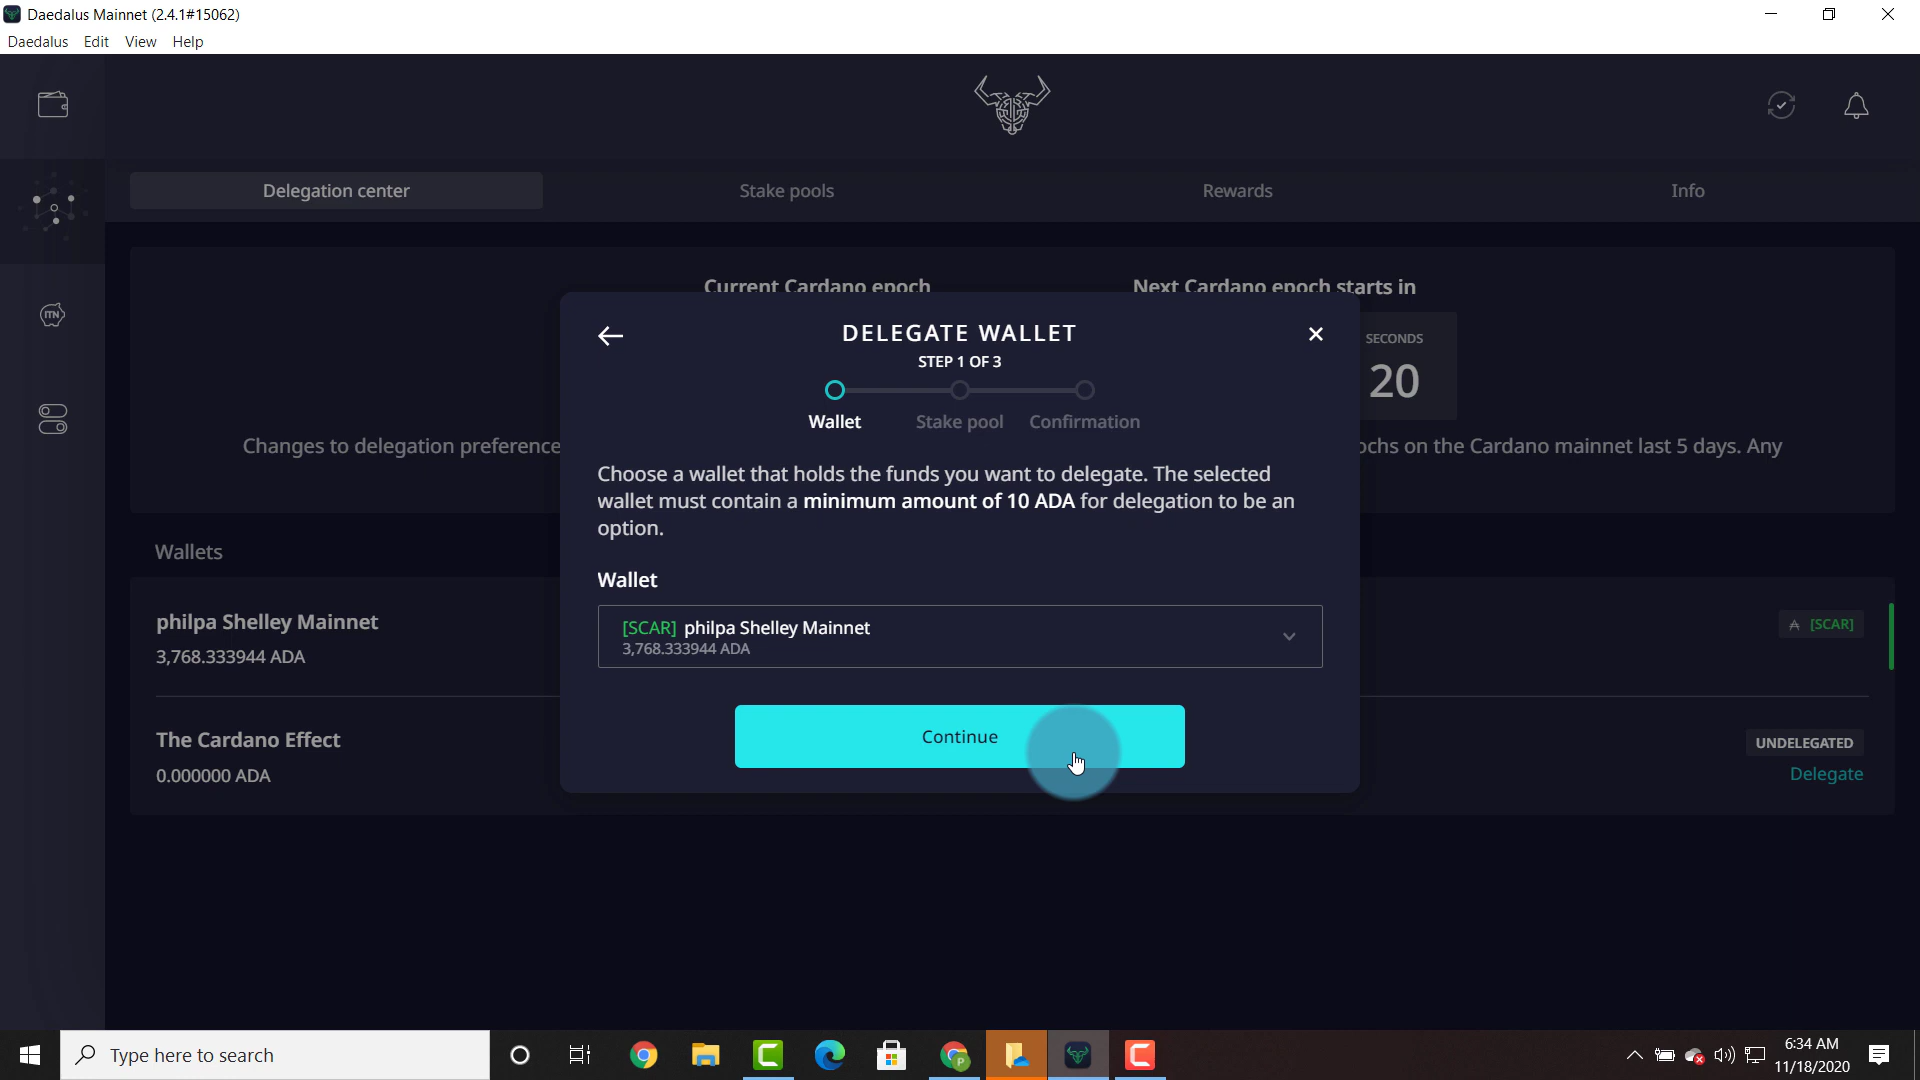 Daedalus Mainnet (2.4.1#15062)
Daedalus Edit View Help
Delegation center
Stake pools
Rewards
Info
Current Cardano epoch
Next Cardano epoch starts in
SECONDS
20
Changes to delegation preference
ochs on the Cardano mainnet last 5 days. Any
DELEGATE WALLET
STEP 1 OF 3
Wallet
Stake pool
Confirmation
Choose a wallet that holds the funds you want to delegate. The selected
wallet must contain a minimum amount of 10 ADA for delegation to be an
option.
Wallet
[SCAR] philpa Shelley Mainnet
3,768.333944 ADA
Continue
Wallets
philpa Shelley Mainnet
3,768.333944 ADA
[SCAR]
The Cardano Effect
0.000000 ADA
UNDELEGATED
Delegate
ITN
Type here to search
P
6:34 AM
11/18/2020